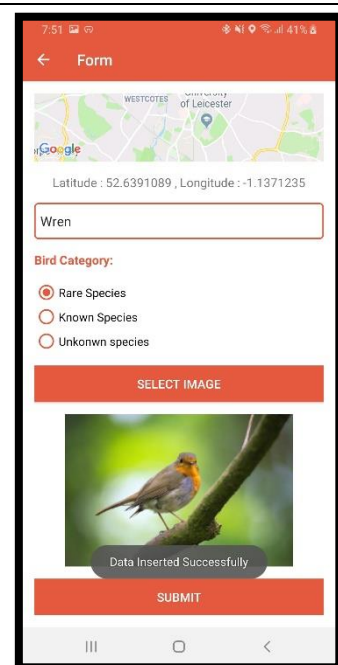 7:51 41%
Form
WESTCOTES University
of Leicester
Google
Latitude : 52.6391089 , Longitude : -1.1371235
Wren
Bird Category:
Rare Species
Known Species
Unkonwn species
SELECT IMAGE
Data Inserted Successfully
SUBMIT